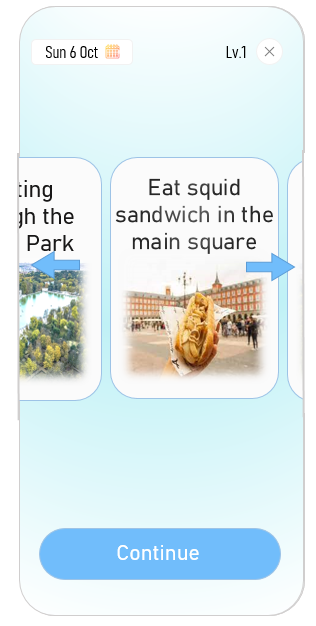 Sun 6 Oct
Lv.1
ting
gh the
Park
Eat squid
sandwich in the
main square
Continue